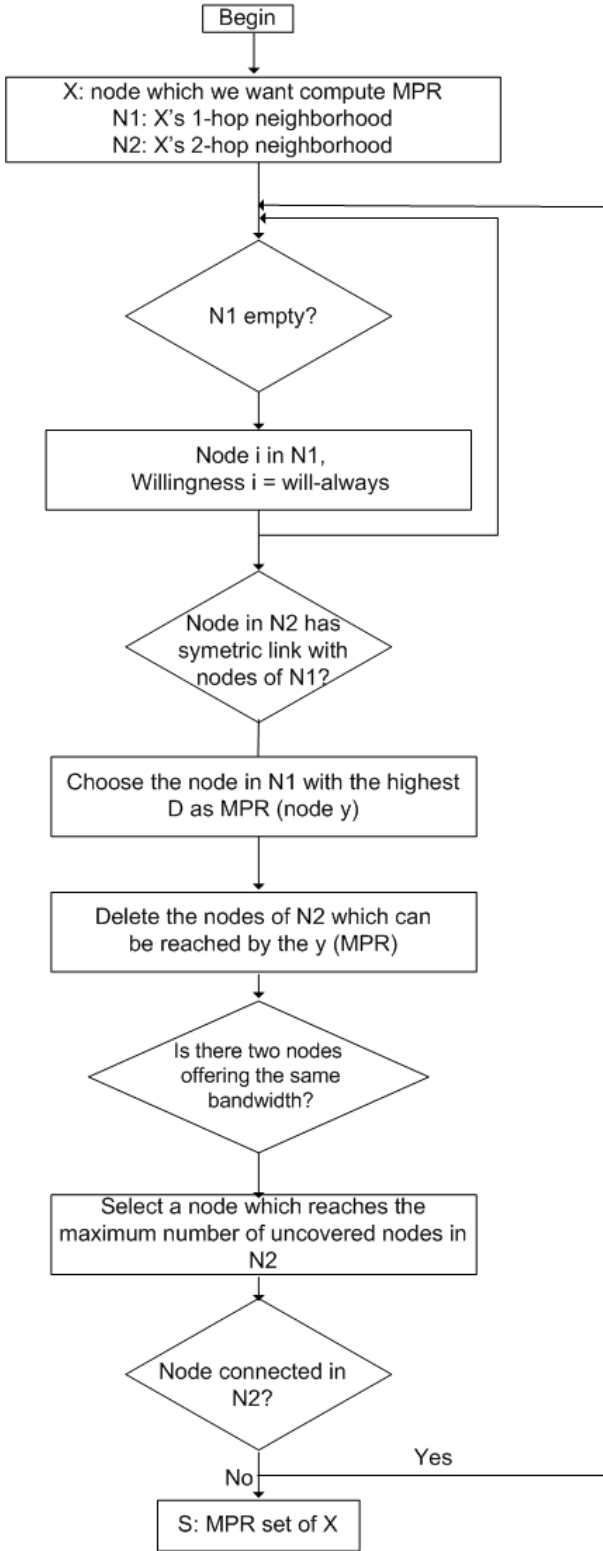 Begin
X: node which we want compute MPR
N1: X's 1-hop neighborhood
N2: X's 2-hop neighborhood
N1 empty?
Node i in N1,
Willingness i = will-always
Node in N2 has
symetric link with
nodes of N1?
Choose the node in N1 with the highest
D as MPR (node y)
Delete the nodes of N2 which can
be reached by the y (MPR)
Is there two nodes
offering the same
bandwidth?
Select a node which reaches the
maximum number of uncovered nodes in
N2
Node connected in
N2?
Yes
No
S: MPR set of X